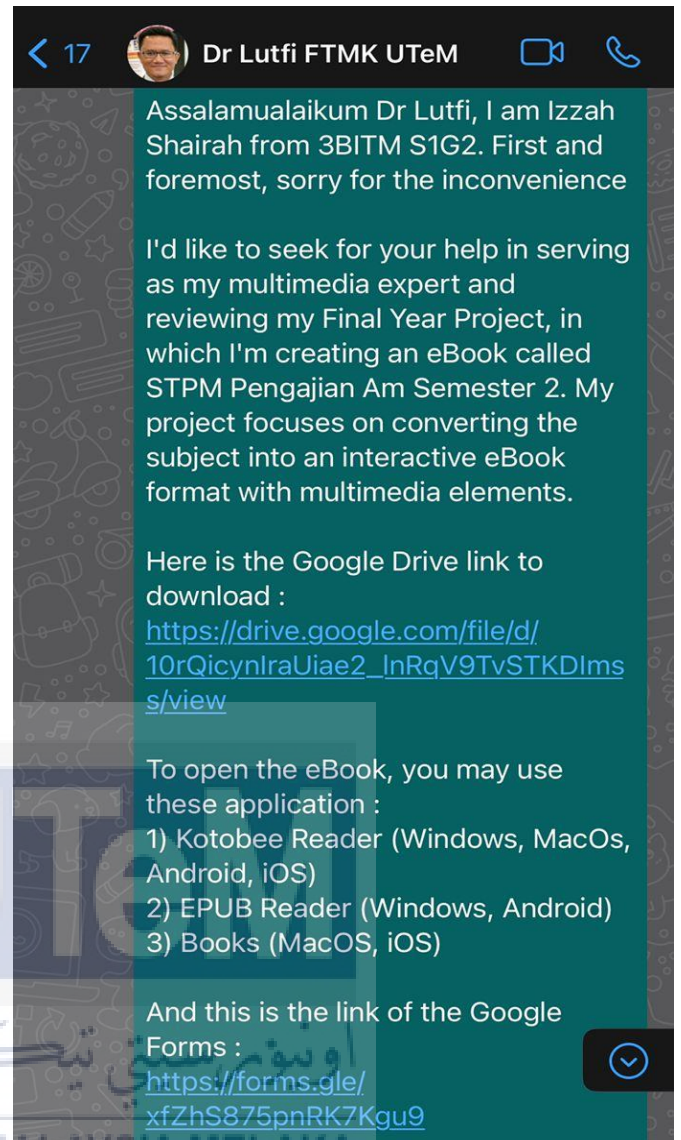 17
Dr Lutfi FTMK UTeM
Assalamualaikum Dr Lutfi, I am Izzah
Shairah from 3BITM S1G2. First and
foremost, sorry for the inconvenience
I'd like to seek for your help in serving
as my multimedia expert and
reviewing my Final Year Project, in
which I'm creating an eBook called
STPM Pengajian Am Semester 2. My
project focuses on converting the
subject into an interactive eBook
format with multimedia elements.
Here is the Google Drive link to
download :
https://drive.google.com/file/d/
10rQicynIraUiae2_lnRqV9TvSTKDIms
s/view
To open the eBook, you may use
these application :
1) Kotobee Reader (Windows, MacOs,
Android, iOS)
2) EPUB Reader (Windows, Android)
3) Books (MacOS, iOS)
TeM
And this is the link of the Google
Forms :
https://forms.gle/
xfZhS875pnRK7Kgu9